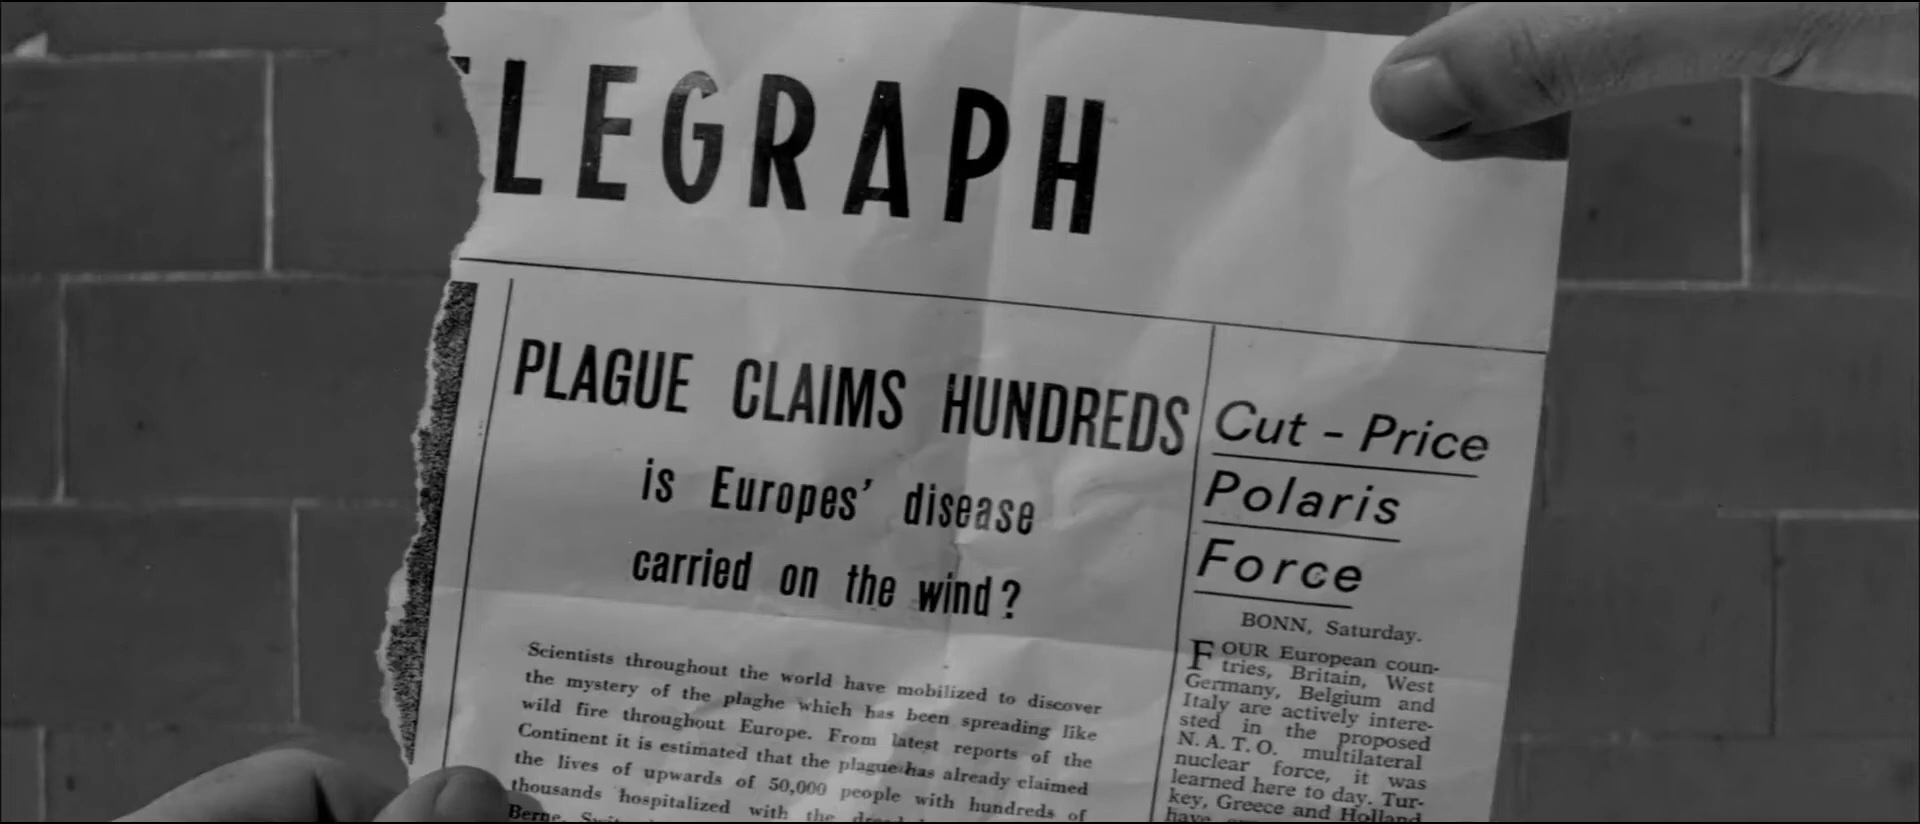 LEGRAPH
PLAGUE CLAIMS HUNDREDS
is Europes' disease
carried on the wind?
Scientists throughout the world have mobilized to discover
the mystery of the plaghe which has been spreading like
wild fire throughout Europe. From latest reports of the
Continent it is estimated that the plague has already claimed
the lives of upwards of 50,000 people with hundreds of
thousands hospitalized with the
Berne,
Cut - Price
Polaris
Force
BONN, Saturday.
FOUR European coun-
tries, Britain, West
Germany, Belgium and
Italy are actively intere-
sted in the proposed
N.A.T.O. multilateral
nuclear force, it was
learned here to day. Tur-
key, Greece and Holland
have